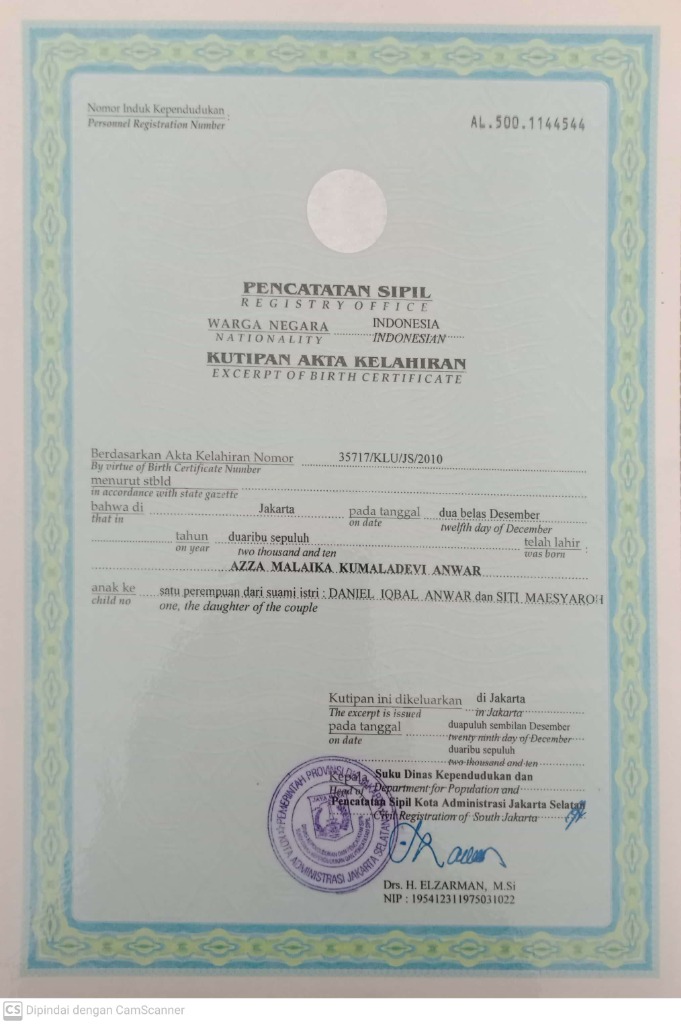 Nomor Induk Kependudukan :
Personnel Registration Number
AL.500.1144544
PENCATATAN SIPIL
REGISTRY OFFICE
WARGA NEGARA INDONESIA
NATIONALITY INDONESIAN
KUTIPAN AKTA KELAHIRAN
EXCERPT OF BIRTH CERTIFICATE
Berdasarkan Akta Kelahiran Nomor 35717/KLU/JS/2010
By virtue of Birth Certificate Number
menurut stbld
in accordance with state gazette
bahwa di Jakarta pada tanggal dua belas Desember
that in on date twelfth day of December
tahun duaribu sepuluh telah lahir :
on year two thousand and ten was born
AZZA MALAIKA KUMALADEVI ANWAR
anak ke satu perempuan dari suami istri : DANIEL IQBAL ANWAR dan SITI MAESYAROH
child no one, the daughter of the couple
Kutipan ini dikeluarkan di Jakarta
The excerpt is issued in Jakarta
pada tanggal duapuluh sembilan Desember
on date twenty ninth day of December
duaribu sepuluh
two thousand and ten
Kepala Suku Dinas Kependudukan dan
Head of Department for Population and
Pencatatan Sipil Kota Administrasi Jakarta Selatan
Civil Registration of South Jakarta
PEMERINTAH PROVINSI
KOTA ADMINISTRASI JAKARTA SELATAN
Drs. H. ELZARMAN, M.Si
NIP : 195412311975031022
CS Dipindai dengan CamScanner